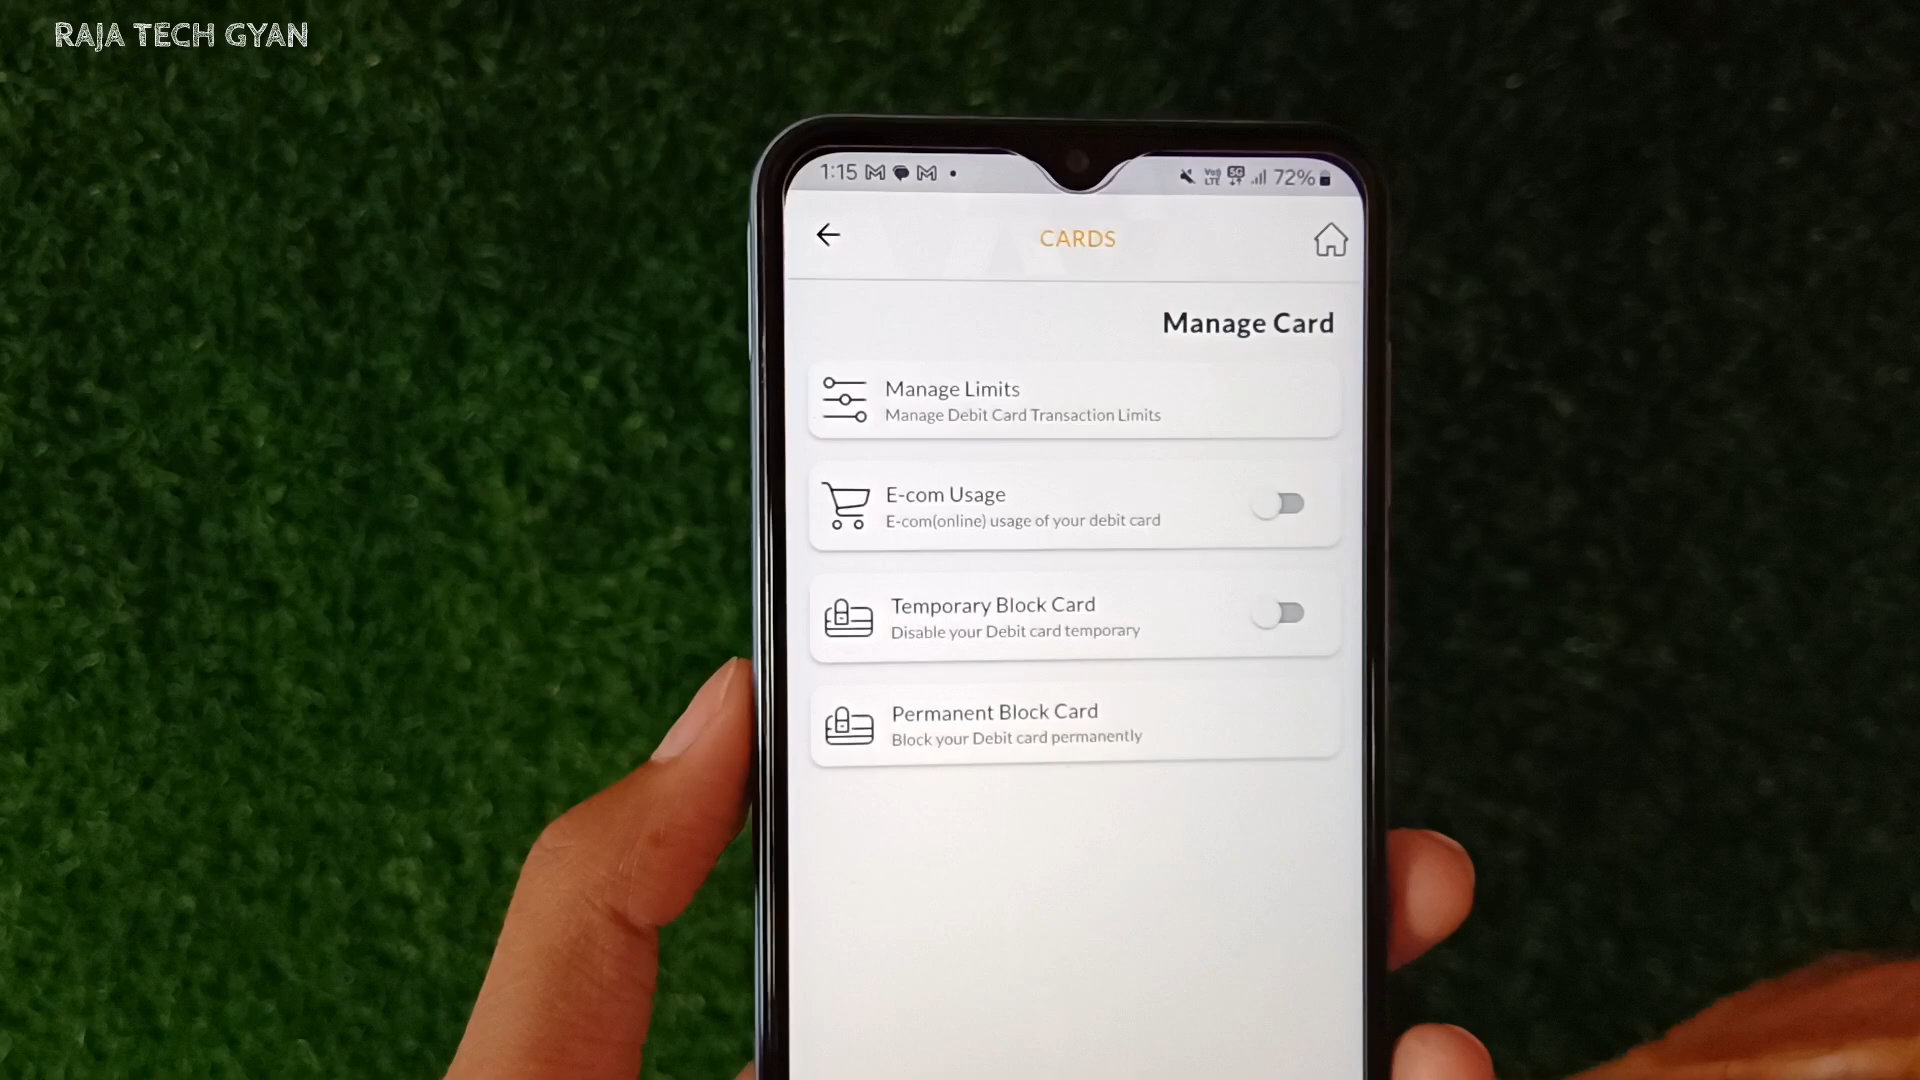 RAJA TECH GYAN
1:15
VoLTE 5G 72%
CARDS
Manage Card
Manage Limits
Manage Debit Card Transaction Limits
E-com Usage
E-com(online) usage of your debit card
Temporary Block Card
Disable your Debit card temporary
Permanent Block Card
Block your Debit card permanently